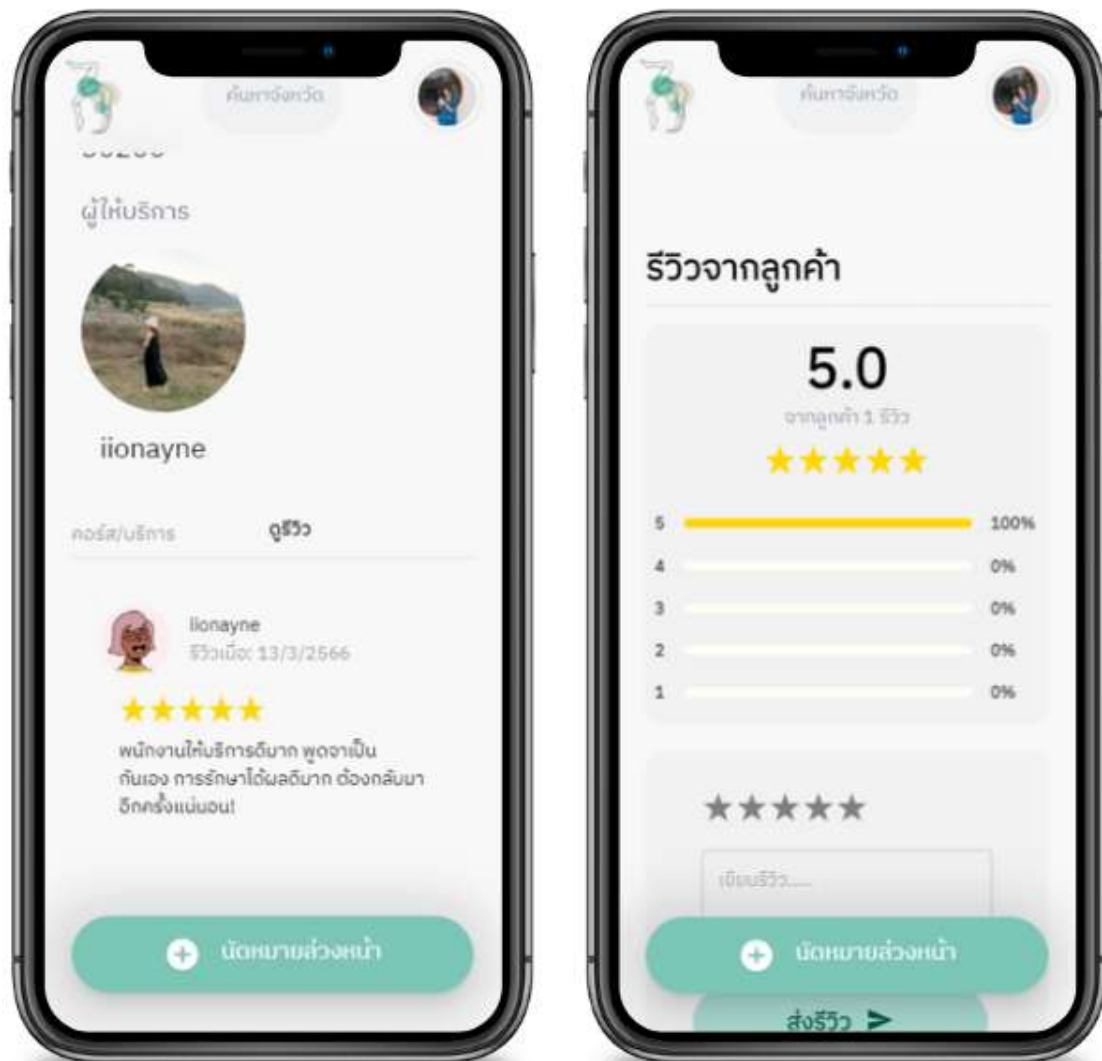 ค้นหาจังหวัด
ผู้ให้บริการ
iionayne
คอร์ส/บริการ
ดูรีวิว
iionayne
รีวิวเมื่อ: 13/3/2566
พนักงานให้บริการดีมาก พูดจาเป็น
กันเอง การรักษาได้ผลดีมาก ต้องกลับมา
อีกครั้งแน่นอน!
นัดหมายล่วงหน้า
ค้นหาจังหวัด
รีวิวจากลูกค้า
5.0
จากลูกค้า 1 รีวิว
5 100%
4 0%
3 0%
2 0%
1 0%
เขียนรีวิว.....
นัดหมายล่วงหน้า
ส่งรีวิว